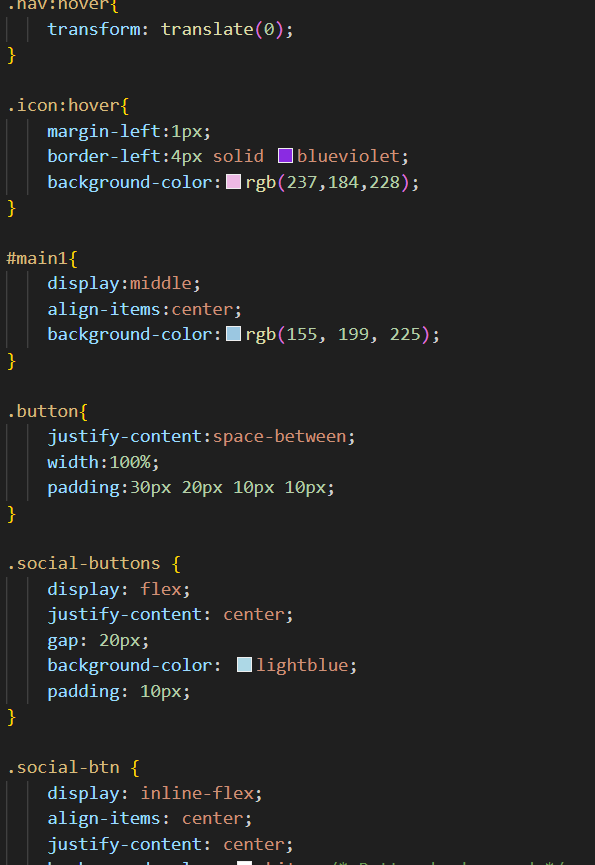 .nav:hover{
transform: translate(0);
}
.icon:hover{
margin-left:1px;
border-left:4px solid blueviolet;
background-color:rgb(237,184,228);
}
#main1{
display:middle;
align-items:center;
background-color:rgb(155, 199, 225);
}
.button{
justify-content:space-between;
width:100%;
padding:30px 20px 10px 10px;
}
.social-buttons {
display: flex;
justify-content: center;
gap: 20px;
background-color: lightblue;
padding: 10px;
}
.social-btn {
display: inline-flex;
align-items: center;
justify-content: center;